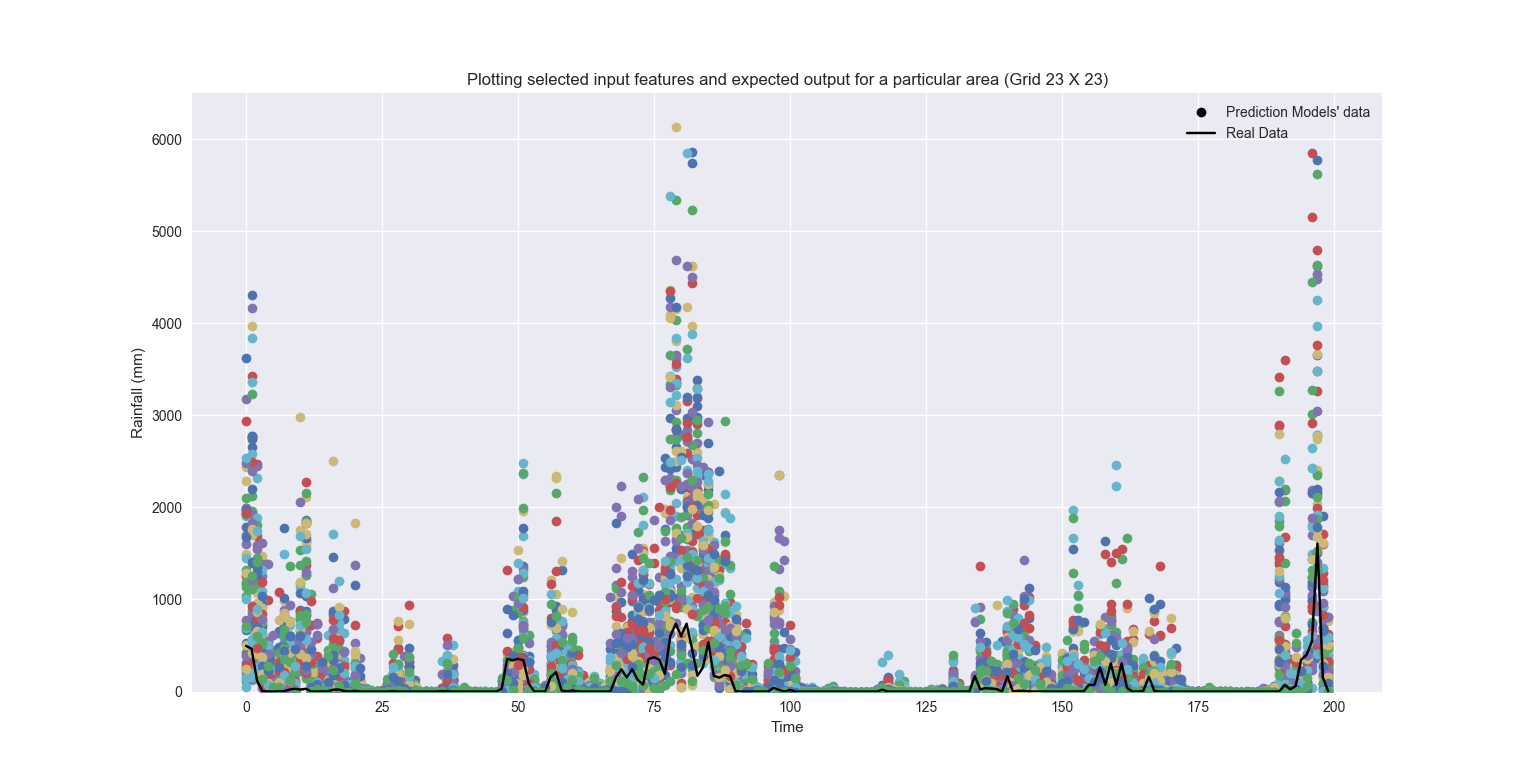 Plotting selected input features and expected output for a particular area (Grid 23 X 23)
Prediction Models' data
Real Data
6000
5000
4000
3000
2000
1000
0
Rainfall (mm)
0 25 50 75 100 125 150 175 200
Time